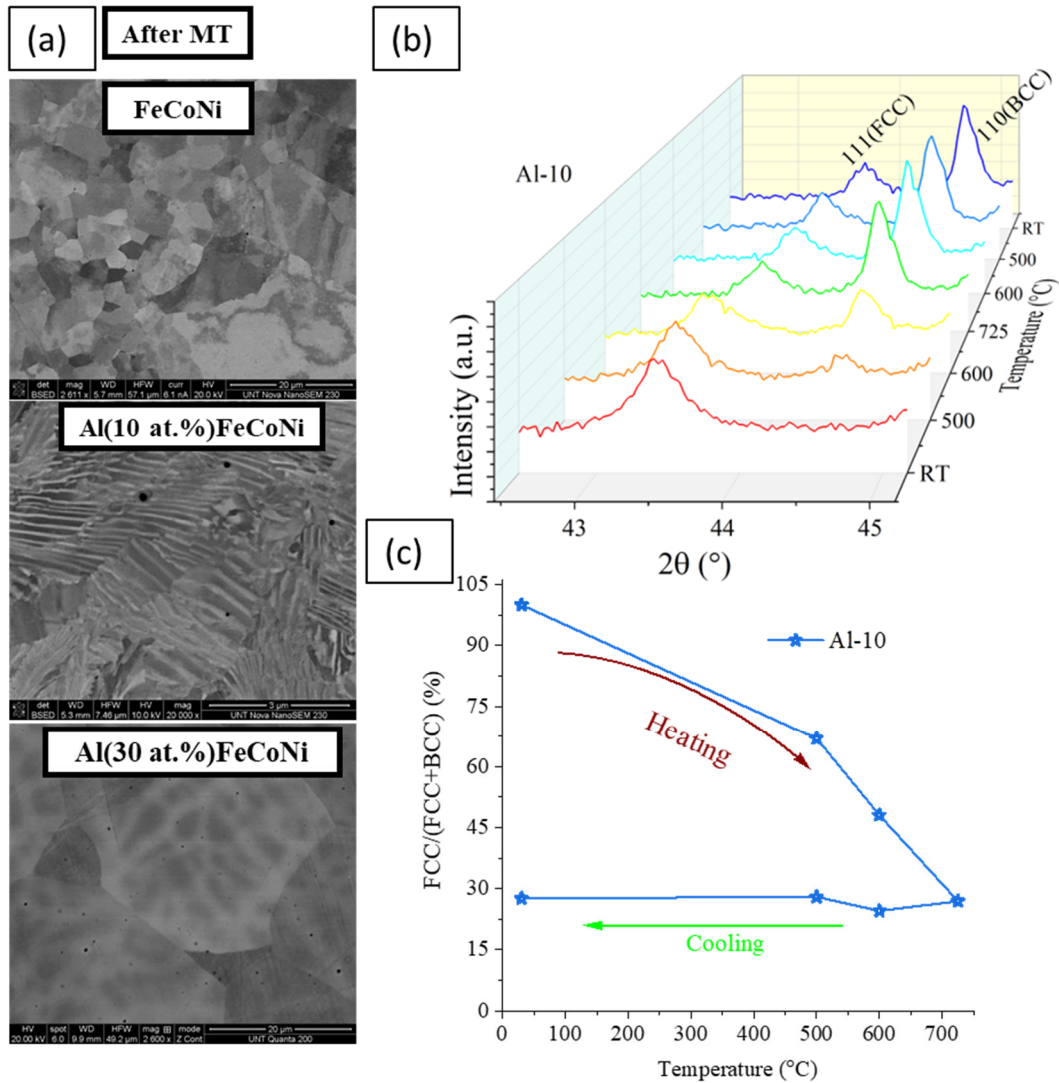 (a)
After MT
FeCoNi
det mag WD HFW curr HV 20 µm
BSED 2 611 x 5.7 mm 57.1 µm 6.1 nA 20.0 kV UNT Nova NanoSEM 230
Al(10 at.%)FeCoNi
det WD HFW HV mag 3 µm
BSED 5.3 mm 7.46 µm 10.0 kV 20 000 x UNT Nova NanoSEM 230
Al(30 at.%)FeCoNi
HV spot WD HFW mag mode 20 µm
20.00 kV 6.0 9.9 mm 49.2 µm 2 600 x Z Cont UNT Quanta 200
(b)
Al-10
111(FCC)
110(BCC)
RT
500
600
725
600
500
RT
Temperature (°C)
Intensity (a.u.)
43 44 45
2θ (°)
(c)
105
90
75
60
45
30
15
0
FCC/(FCC+BCC) (%)
Al-10
Heating
Cooling
0 100 200 300 400 500 600 700
Temperature (°C)